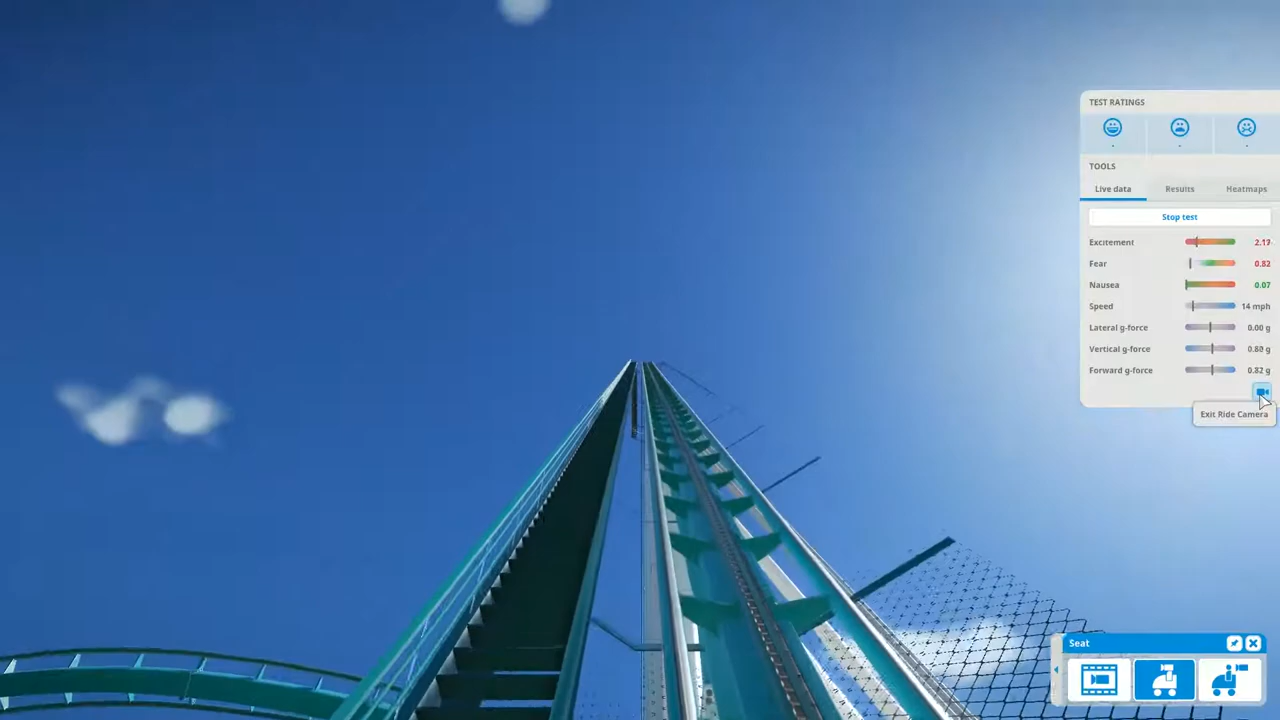 TEST RATINGS
TOOLS
Live data Results Heatmaps
Stop test
Excitement 2.17
Fear 0.82
Nausea 0.07
Speed 14 mph
Lateral g-force 0.00 g
Vertical g-force 0.80 g
Forward g-force 0.82 g
Exit Ride Camera
Seat